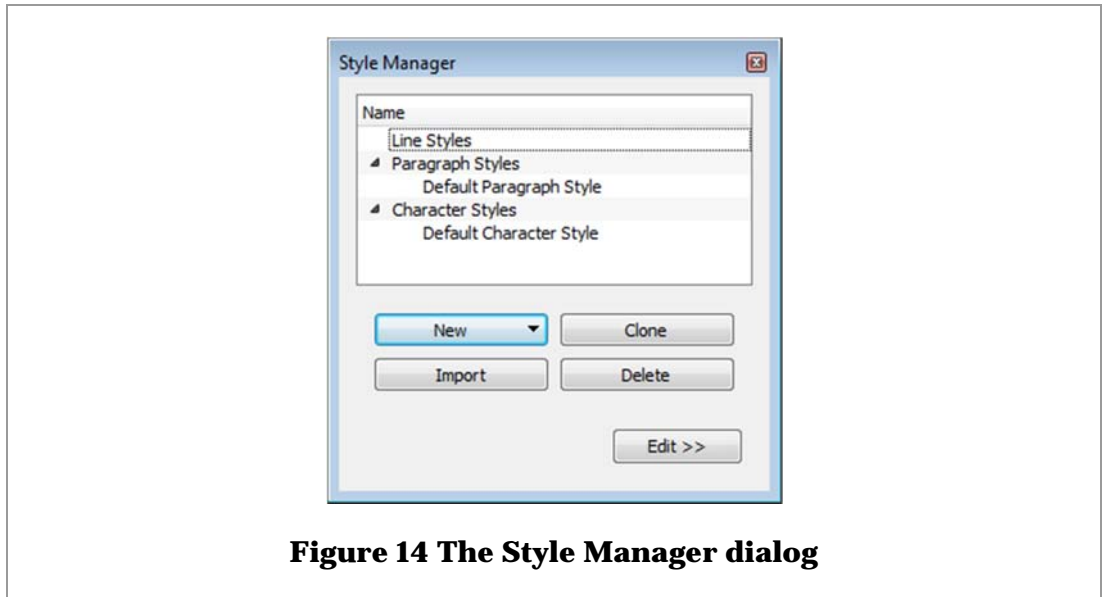 Style Manager
Name
Line Styles
Paragraph Styles
Default Paragraph Style
Character Styles
Default Character Style
New
Clone
Import
Delete
Edit >>
Figure 14 The Style Manager dialog